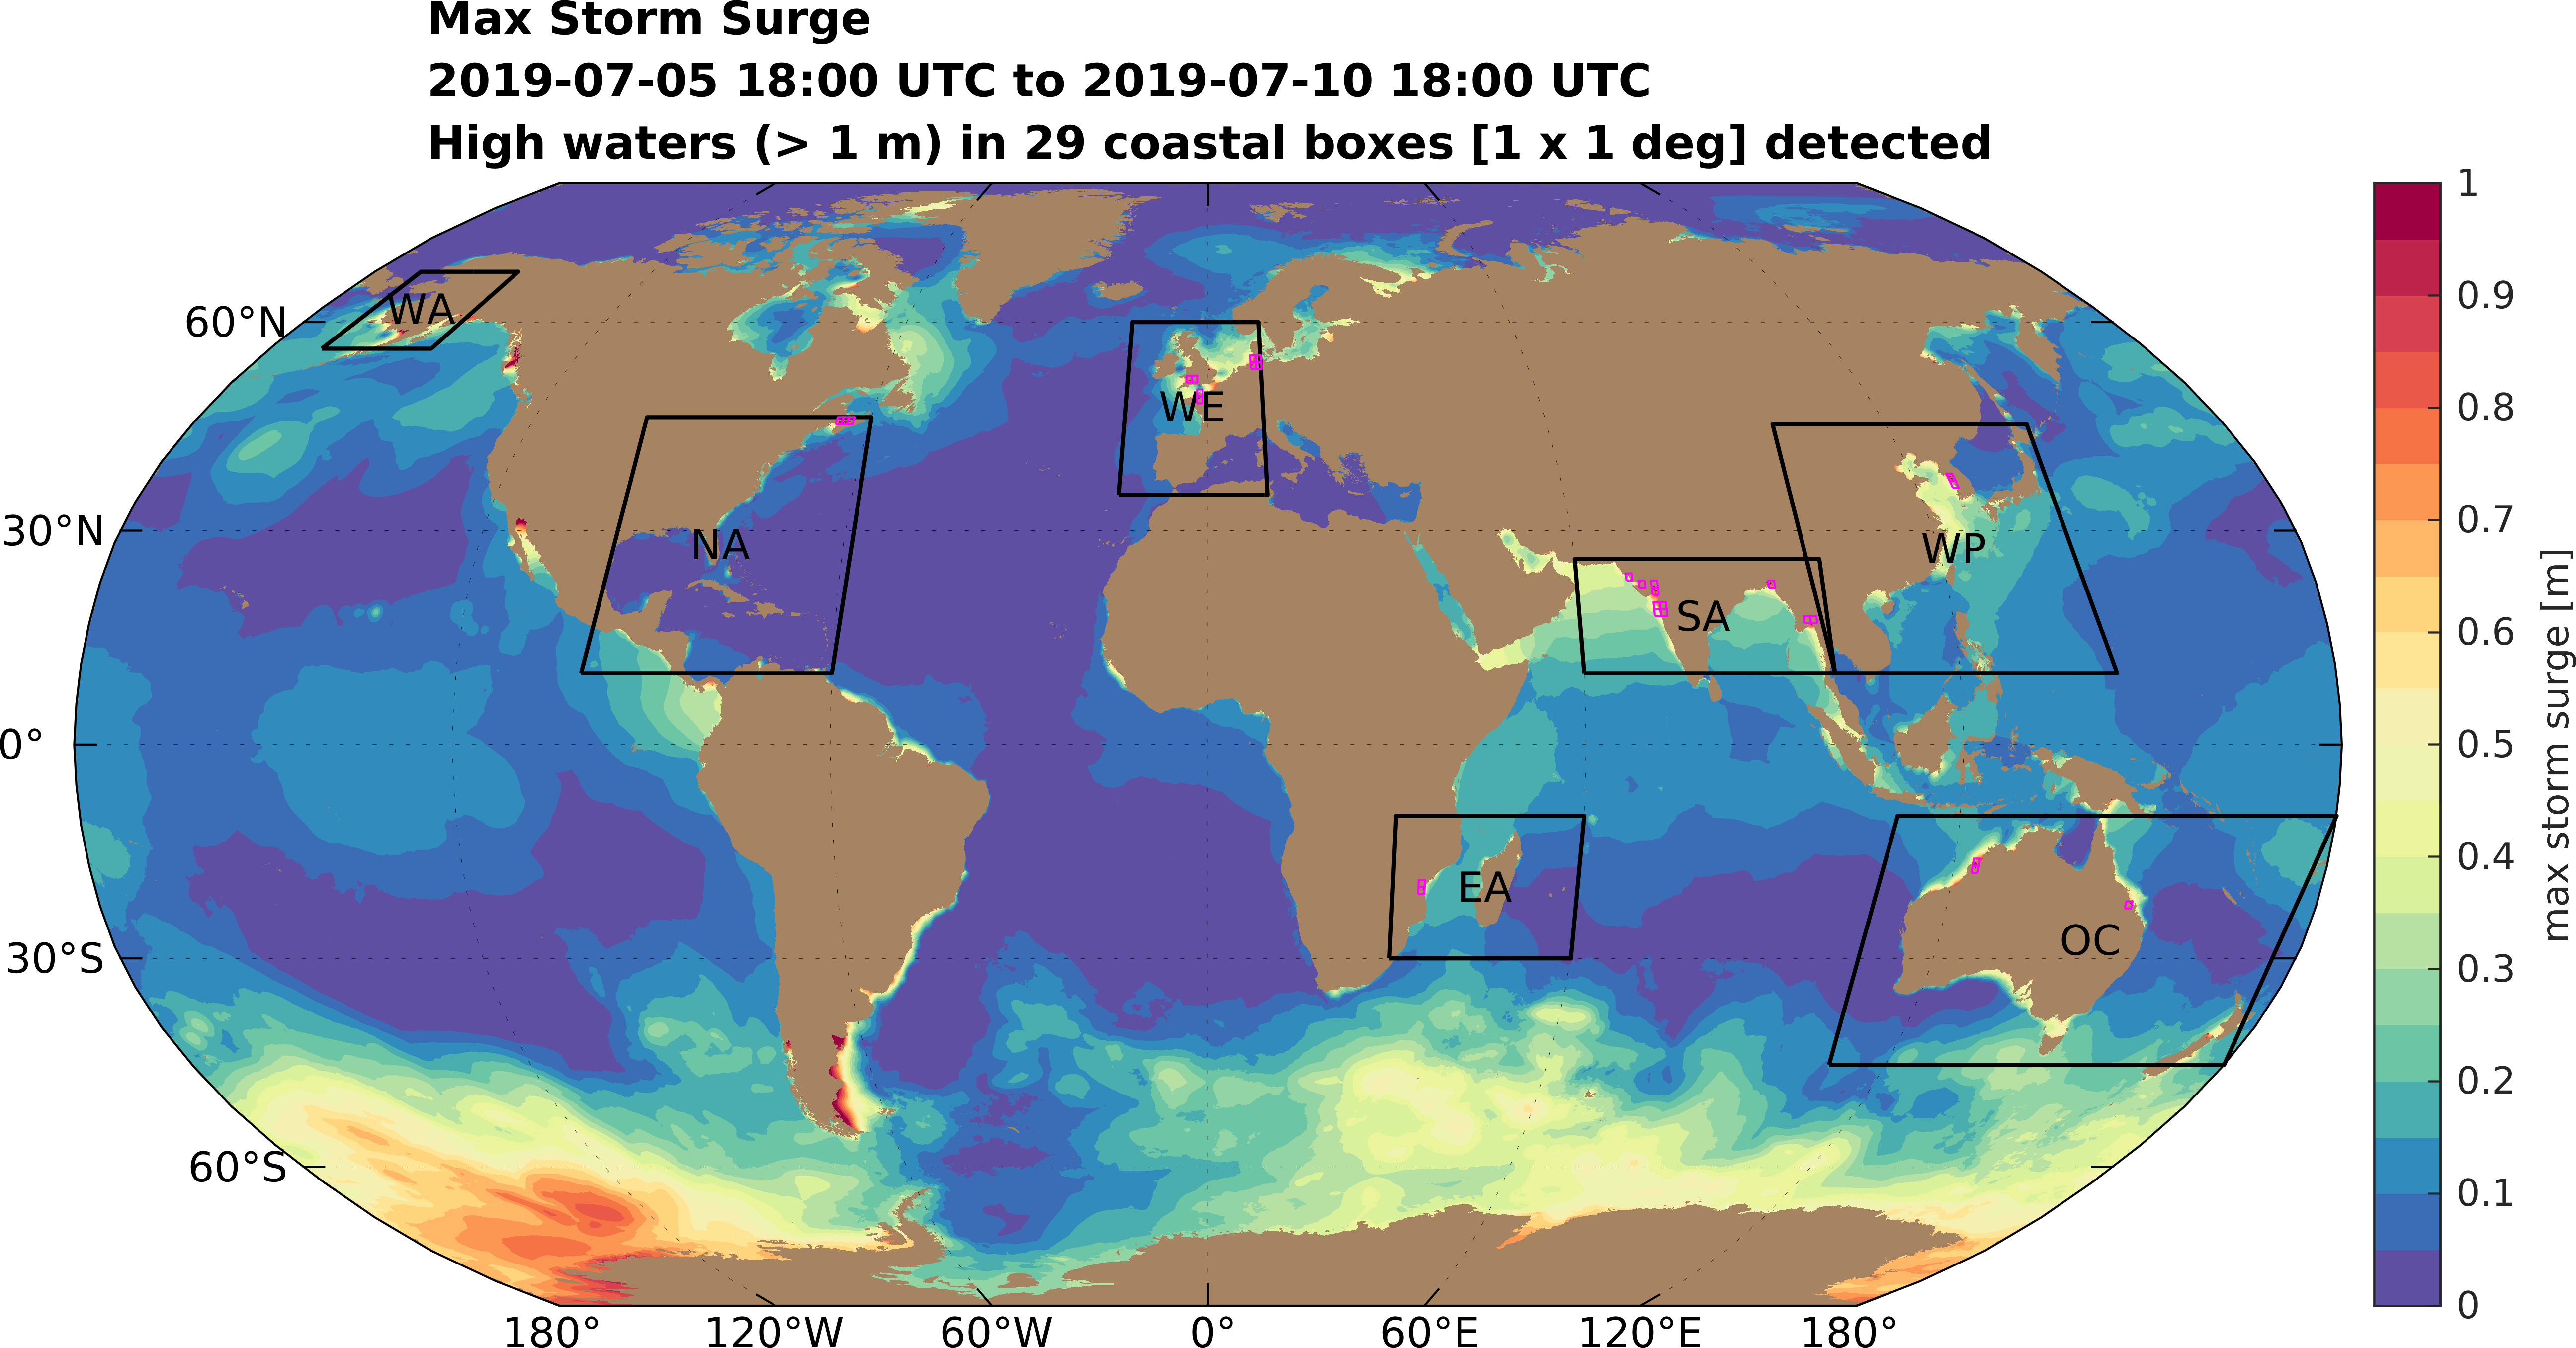 Max Storm Surge
2019-07-05 18:00 UTC to 2019-07-10 18:00 UTC
High waters (> 1 m) in 29 coastal boxes [1 x 1 deg] detected
60°N
30°N
0°
30°S
60°S
180°
120°W
60°W
0°
60°E
120°E
180°
WA
NA
WE
SA
WP
EA
OC
1
0.9
0.8
0.7
0.6
0.5
0.4
0.3
0.2
0.1
0
max storm surge [m]